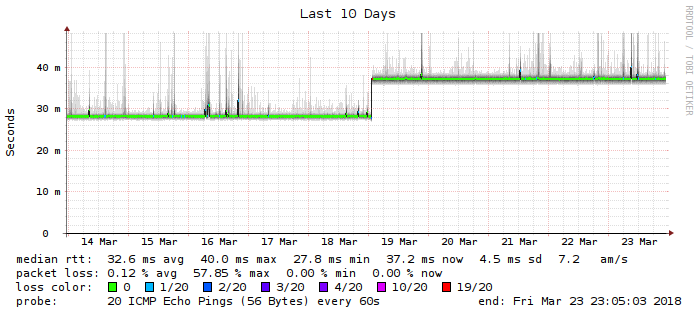 Last 10 Days
RRDTOOL / TOBI OETIKER
Seconds
40 m
30 m
20 m
10 m
0
14 Mar 15 Mar 16 Mar 17 Mar 18 Mar 19 Mar 20 Mar 21 Mar 22 Mar 23 Mar
median rtt: 32.6 ms avg 40.0 ms max 27.8 ms min 37.2 ms now 4.5 ms sd 7.2 am/s
packet loss: 0.12 % avg 57.85 % max 0.00 % min 0.00 % now
loss color: 0 1/20 2/20 3/20 4/20 10/20 19/20
probe: 20 ICMP Echo Pings (56 Bytes) every 60s end: Fri Mar 23 23:05:03 2018